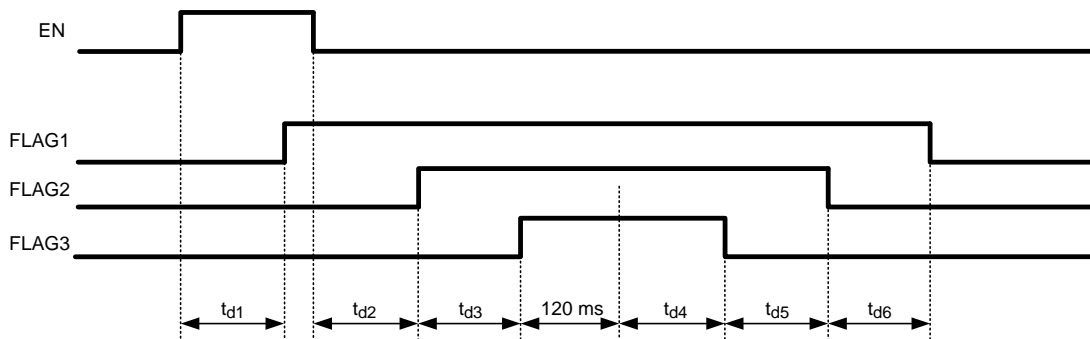 EN
FLAG1
FLAG2
FLAG3
td1 td2 td3 120 ms td4 td5 td6